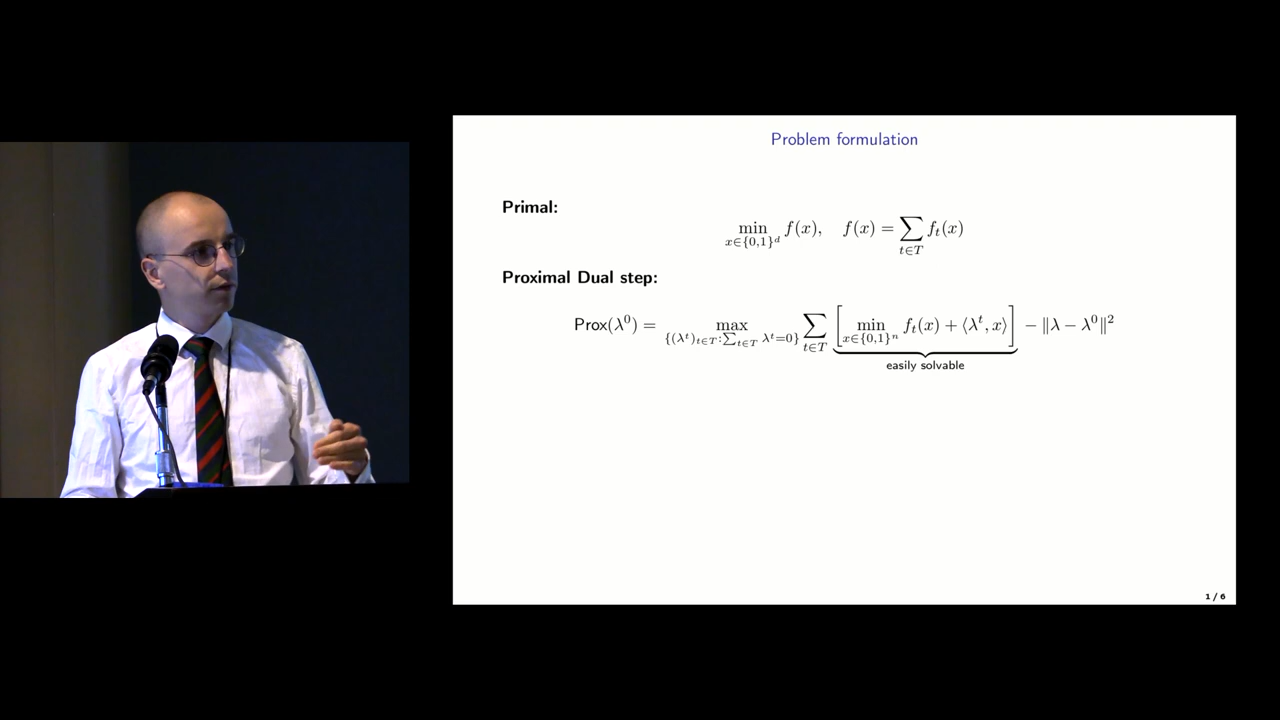 Problem formulation
Primal:
min_{x∈{0,1}^d} f(x),  f(x) = ∑_{t∈T} f_t(x)
Proximal Dual step:
Prox(λ^0) = max_{{(λ^t)_{t∈T}:∑_{t∈T} λ^t=0}} ∑_{t∈T} [min_{x∈{0,1}^n} f_t(x) + ⟨λ^t, x⟩] − ‖λ − λ^0‖^2
easily solvable
1 / 6